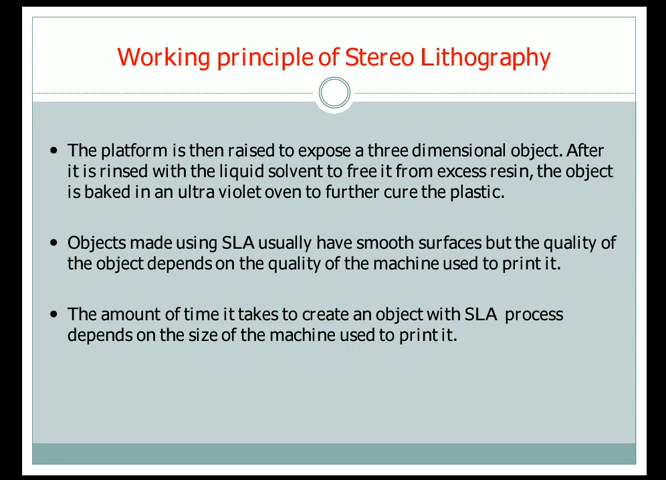 Working principle of Stereo Lithography
• The platform is then raised to expose a three dimensional object. After
it is rinsed with the liquid solvent to free it from excess resin, the object
is baked in an ultra violet oven to further cure the plastic.
• Objects made using SLA usually have smooth surfaces but the quality of
the object depends on the quality of the machine used to print it.
• The amount of time it takes to create an object with SLA process
depends on the size of the machine used to print it.